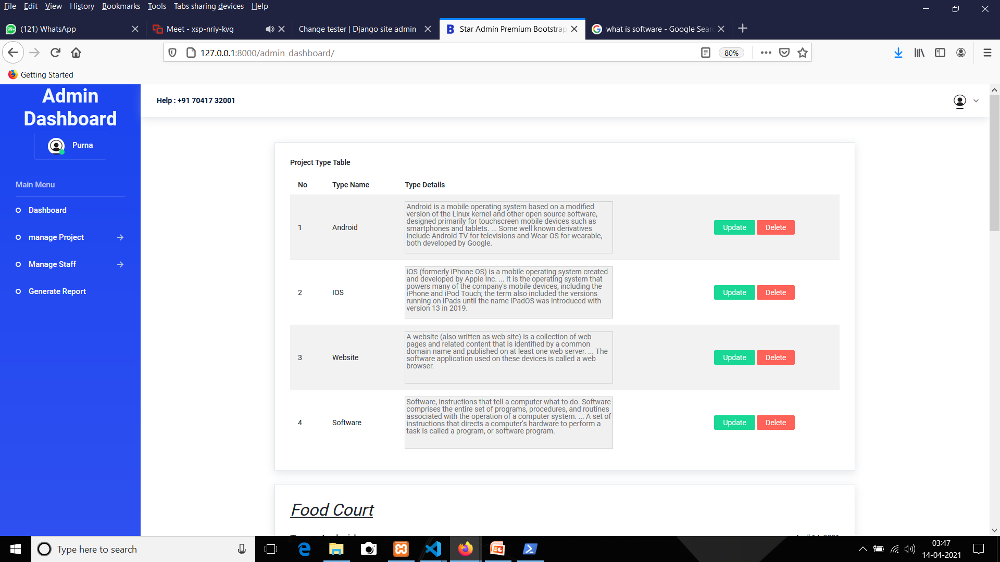 File Edit View History Bookmarks Tools Tabs sharing devices Help
99+ (121) WhatsApp
Meet - xsp-nriy-kvg
Change tester | Django site admin
Star Admin Premium Bootstrap
what is software - Google Sear
127.0.0.1:8000/admin_dashboard/
80%
Getting Started
Admin
Dashboard
Purna
Main Menu
Dashboard
manage Project
Manage Staff
Generate Report
Help : +91 70417 32001
Project Type Table
No Type Name Type Details
1 Android
Android is a mobile operating system based on a modified
version of the Linux kernel and other open source software,
designed primarily for touchscreen mobile devices such as
smartphones and tablets. ... Some well known derivatives
include Android TV for televisions and Wear OS for wearable,
both developed by Google.
Update Delete
2 IOS
iOS (formerly iPhone OS) is a mobile operating system created
and developed by Apple Inc. ... It is the operating system that
powers many of the company's mobile devices, including the
iPhone and iPod Touch; the term also included the versions
running on iPads until the name iPadOS was introduced with
version 13 in 2019.
Update Delete
3 Website
A website (also written as web site) is a collection of web
pages and related content that is identified by a common
domain name and published on at least one web server. ... The
software application used on these devices is called a web
browser.
Update Delete
4 Software
Software, instructions that tell a computer what to do. Software
comprises the entire set of programs, procedures, and routines
associated with the operation of a computer system. ... A set of
instructions that directs a computer's hardware to perform a
task is called a program, or software program.
Update Delete
Food Court
Type here to search
03:47
14-04-2021